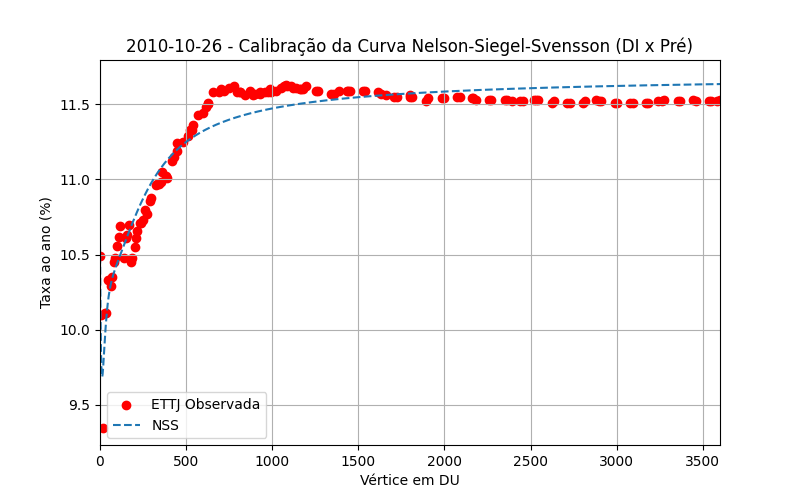 2010-10-26 - Calibração da Curva Nelson-Siegel-Svensson (DI x Pré)
Taxa ao ano (%)
11.5
11.0
10.5
10.0
9.5
ETTJ Observada
NSS
0 500 1000 1500 2000 2500 3000 3500
Vértice em DU